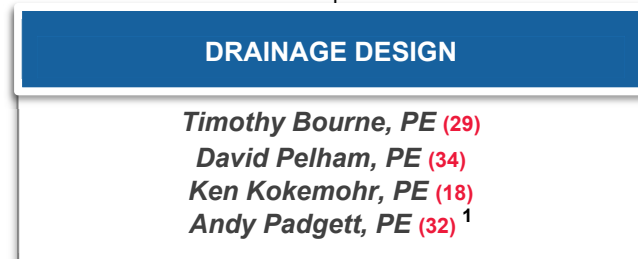 DRAINAGE DESIGN
Timothy Bourne, PE (29)
David Pelham, PE (34)
Ken Kokemohr, PE (18)
Andy Padgett, PE (32) 1